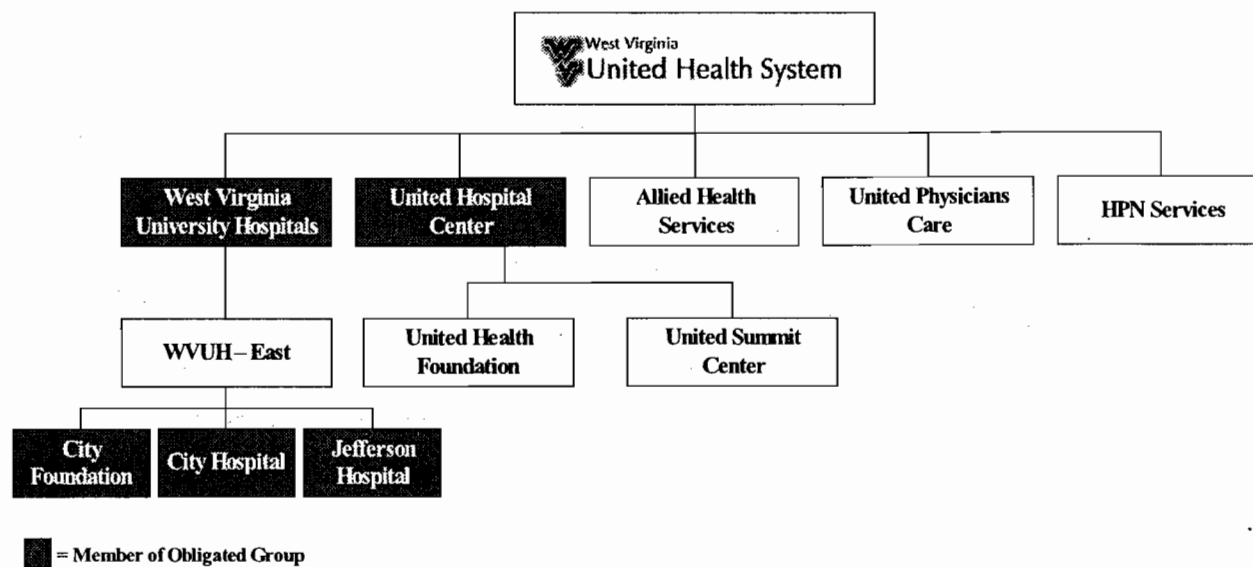 West Virginia
United Health System
West Virginia
University Hospitals
United Hospital
Center
Allied Health
Services
United Physicians
Care
HPN Services
WVUH – East
United Health
Foundation
United Summit
Center
City
Foundation
City Hospital
Jefferson
Hospital
= Member of Obligated Group